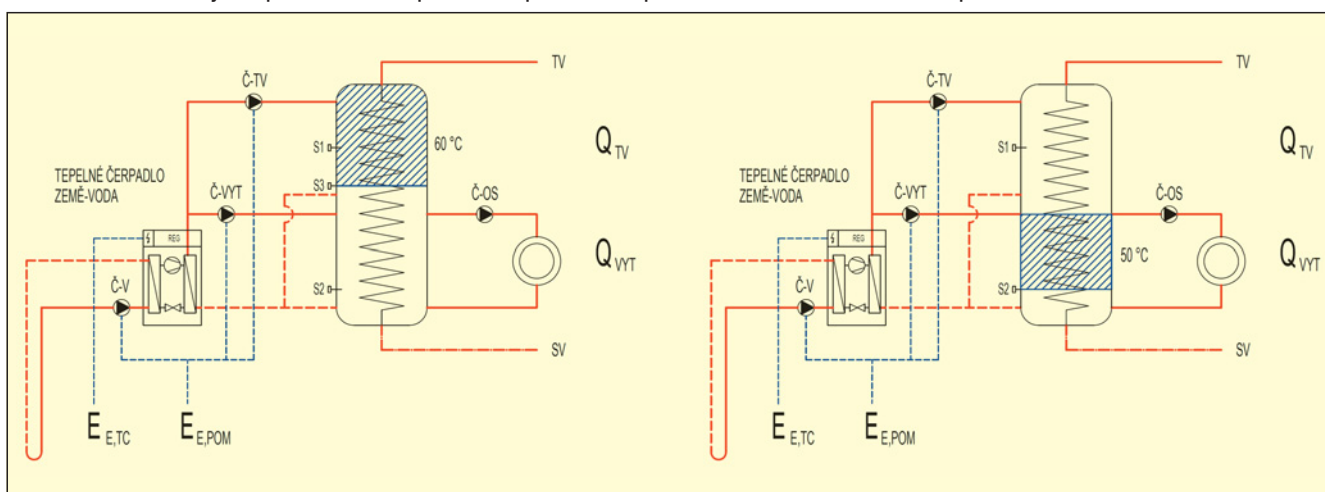 TV
Č-TV
S1
60 °C
Q TV
TEPELNÉ ČERPADLO
ZEMĚ-VODA
S3
Č-VYT
Č-OS
REG
Q VYT
Č-V
S2
SV
E E,TC
E E,POM
TV
Č-TV
S1
Q TV
TEPELNÉ ČERPADLO
ZEMĚ-VODA
Č-VYT
Č-OS
REG
50 °C
Q VYT
Č-V
S2
SV
E E,TC
E E,POM